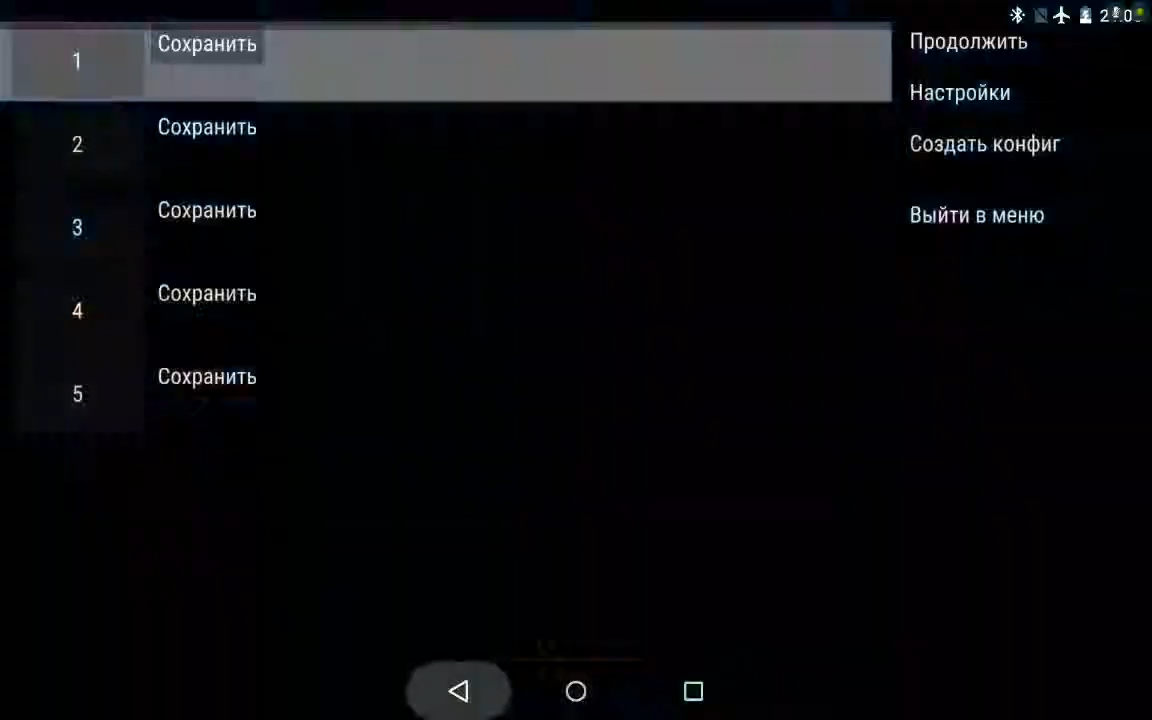 1
Сохранить
2
Сохранить
3
Сохранить
4
Сохранить
5
Сохранить
Продолжить
Настройки
Создать конфиг
Выйти в меню